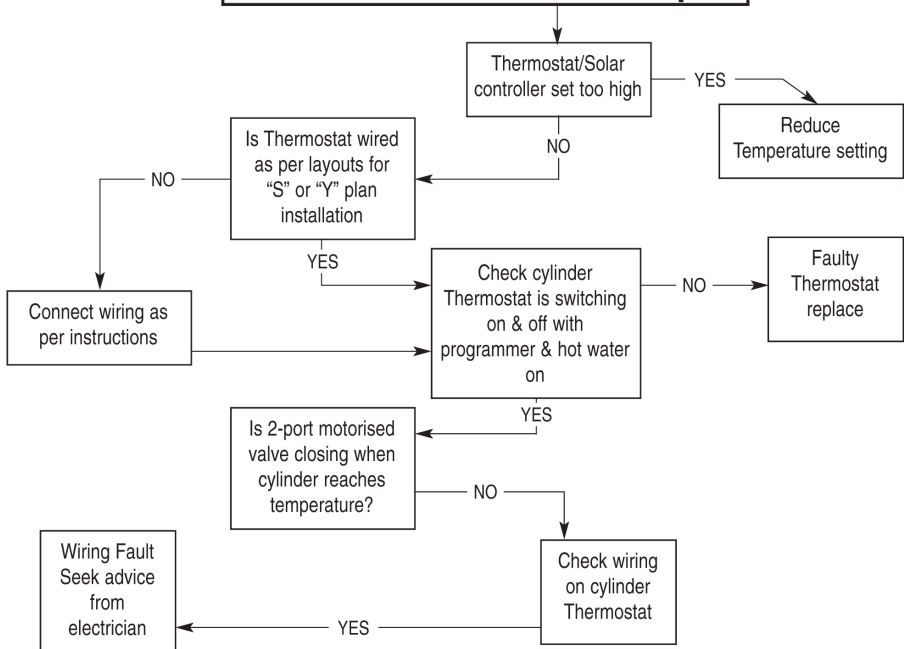 Thermostat/Solar
controller set too high
YES
Reduce
Temperature setting
NO
Is Thermostat wired
as per layouts for
“S” or “Y” plan
installation
NO
YES
Connect wiring as
per instructions
Check cylinder
Thermostat is switching
on & off with
programmer & hot water
on
NO
Faulty
Thermostat
replace
YES
Is 2-port motorised
valve closing when
cylinder reaches
temperature?
NO
Check wiring
on cylinder
Thermostat
YES
Wiring Fault
Seek advice
from
electrician